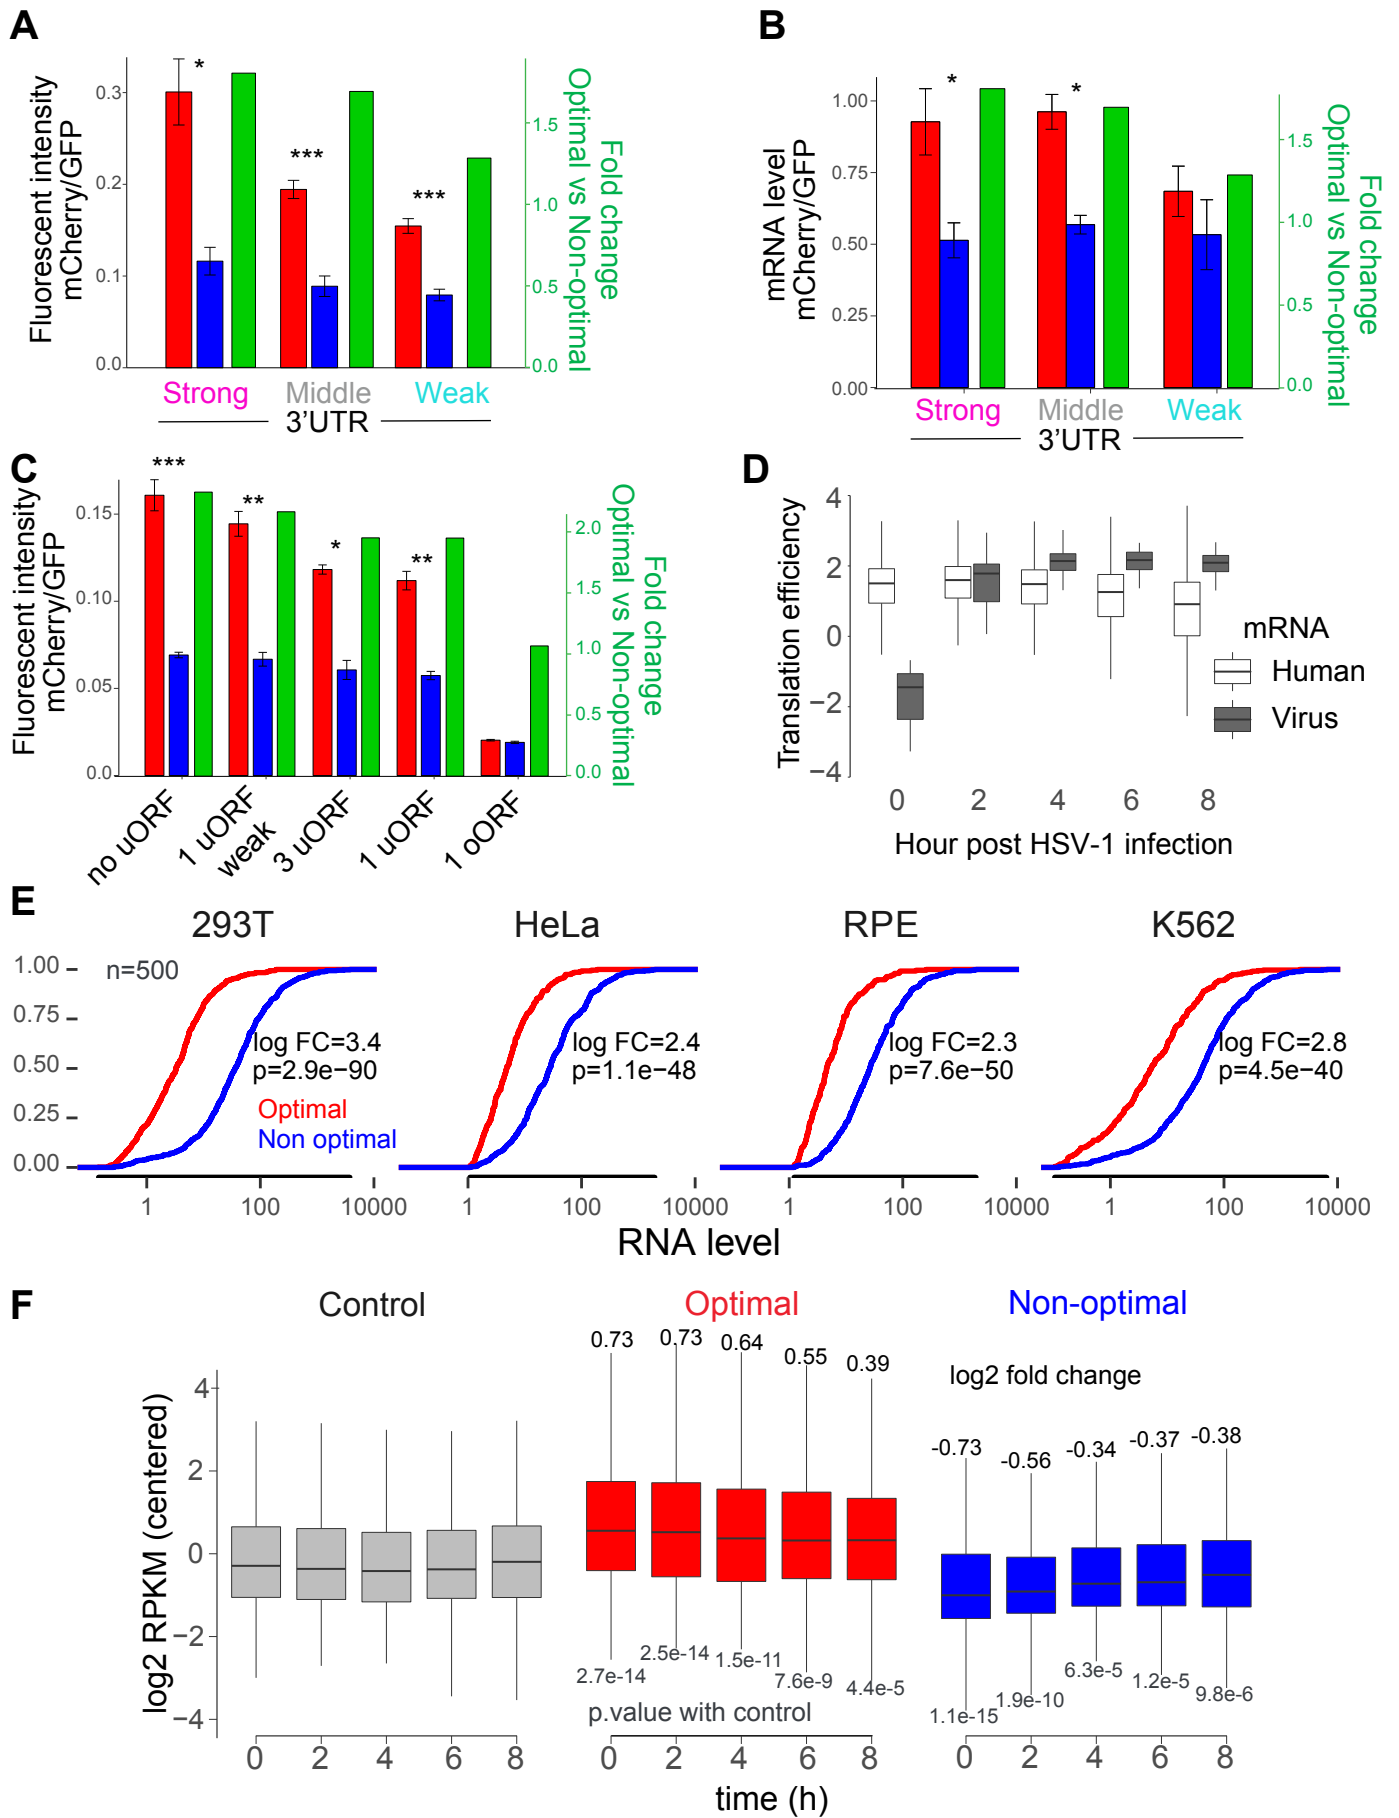 A
Fluorescent intensity
mCherry/GFP
0.3
0.2
0.1
0.0
*
***
***
1.5
1.0
0.5
0.0
Fold change
Optimal vs Non-optimal
Strong
Middle
Weak
3’UTR
B
mRNA level
mCherry/GFP
1.00
0.75
0.50
0.25
0.00
*
*
1.5
1.0
0.5
0.0
Fold change
Optimal vs Non-optimal
Strong
Middle
Weak
3’UTR
C
Fluorescent intensity
mCherry/GFP
0.15
0.10
0.05
0.0
***
**
*
**
2.0
1.5
1.0
0.5
0.0
Fold change
Optimal vs Non-optimal
no uORF
1 uORF
weak
3 uORF
1 uORF
1 oORF
D
Translation efficiency
4
2
0
−2
−4
0 2 4 6 8
Hour post HSV-1 infection
mRNA
Human
Virus
E
293T HeLa RPE K562
1.00
0.75
0.50
0.25
0.00
n=500
log FC=3.4
p=2.9e−90
Optimal
Non optimal
log FC=2.4
p=1.1e−48
log FC=2.3
p=7.6e−50
log FC=2.8
p=4.5e−40
1 100 10000
1 100 10000
1 100 10000
1 100 10000
RNA level
F
Control Optimal Non-optimal
log2 RPKM (centered)
4
2
0
−2
−4
0.73 0.73 0.64 0.55 0.39
log2 fold change
-0.73 -0.56 -0.34 -0.37 -0.38
2.7e-14 2.5e-14 1.5e-11 7.6e-9 4.4e-5
p.value with control
1.1e-15 1.9e-10 6.3e-5 1.2e-5 9.8e-6
0 2 4 6 8
0 2 4 6 8
0 2 4 6 8
time (h)